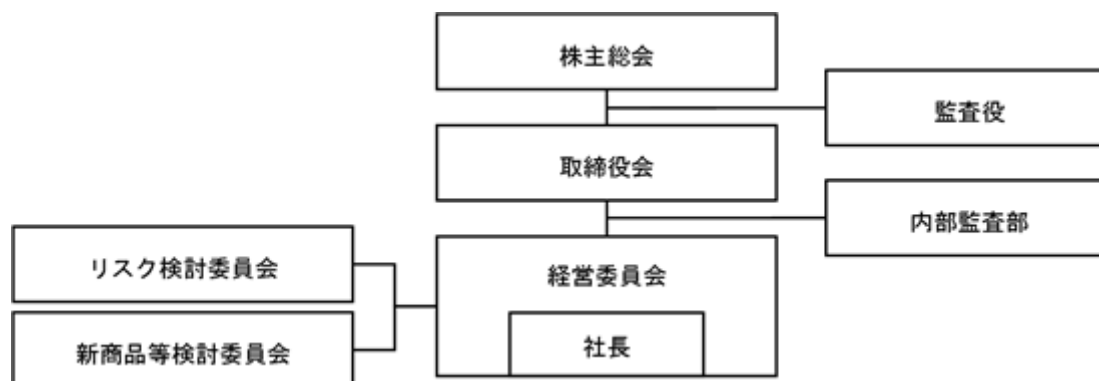 株主総会
監査役
取締役会
内部監査部
リスク検討委員会
経営委員会
新商品等検討委員会
社長